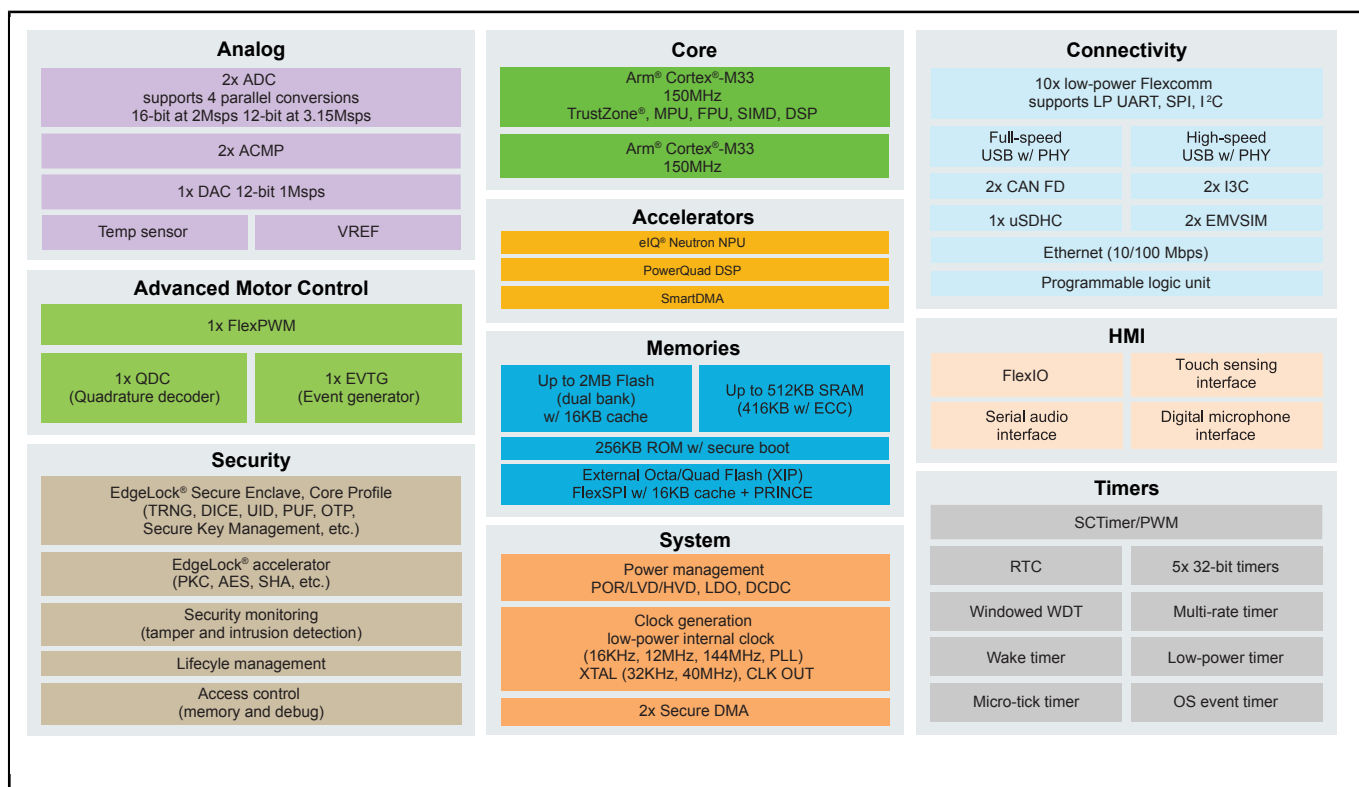 Analog
2x ADC
supports 4 parallel conversions
16-bit at 2Msps 12-bit at 3.15Msps
2x ACMP
1x DAC 12-bit 1Msps
Temp sensor
VREF
Advanced Motor Control
1x FlexPWM
1x QDC
(Quadrature decoder)
1x EVTG
(Event generator)
Security
EdgeLock® Secure Enclave, Core Profile
(TRNG, DICE, UID, PUF, OTP,
Secure Key Management, etc.)
EdgeLock® accelerator
(PKC, AES, SHA, etc.)
Security monitoring
(tamper and intrusion detection)
Lifecyle management
Access control
(memory and debug)
Core
Arm® Cortex®-M33
150MHz
TrustZone®, MPU, FPU, SIMD, DSP
Arm® Cortex®-M33
150MHz
Accelerators
eIQ® Neutron NPU
PowerQuad DSP
SmartDMA
Memories
Up to 2MB Flash
(dual bank)
w/ 16KB cache
Up to 512KB SRAM
(416KB w/ ECC)
256KB ROM w/ secure boot
External Octa/Quad Flash (XIP)
FlexSPI w/ 16KB cache + PRINCE
System
Power management
POR/LVD/HVD, LDO, DCDC
Clock generation
low-power internal clock
(16KHz, 12MHz, 144MHz, PLL)
XTAL (32KHz, 40MHz), CLK OUT
2x Secure DMA
Connectivity
10x low-power Flexcomm
supports LP UART, SPI, I²C
Full-speed
USB w/ PHY
High-speed
USB w/ PHY
2x CAN FD
2x I3C
1x uSDHC
2x EMVSIM
Ethernet (10/100 Mbps)
Programmable logic unit
HMI
FlexIO
Touch sensing
interface
Serial audio
interface
Digital microphone
interface
Timers
SCTimer/PWM
RTC
5x 32-bit timers
Windowed WDT
Multi-rate timer
Wake timer
Low-power timer
Micro-tick timer
OS event timer